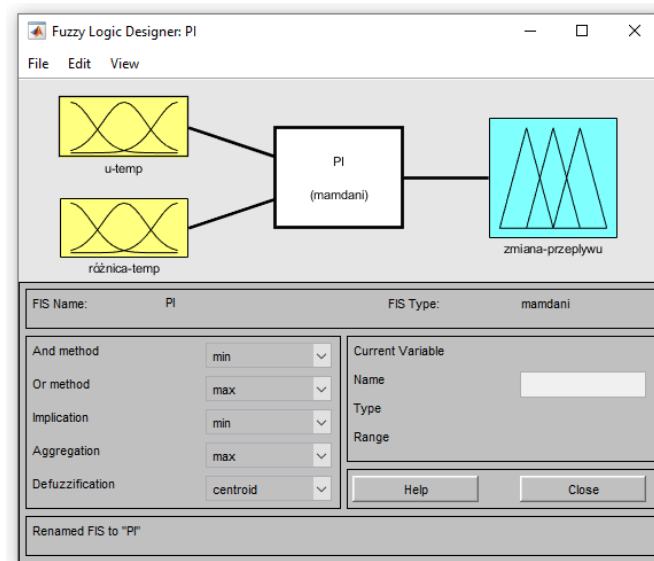 Fuzzy Logic Designer: PI
File Edit View
u-temp
różnica-temp
PI
(mamdani)
zmiana-przeplywu
FIS Name: PI FIS Type: mamdani
And method min
Or method max
Implication min
Aggregation max
Defuzzification centroid
Current Variable
Name
Type
Range
Help Close
Renamed FIS to "PI"